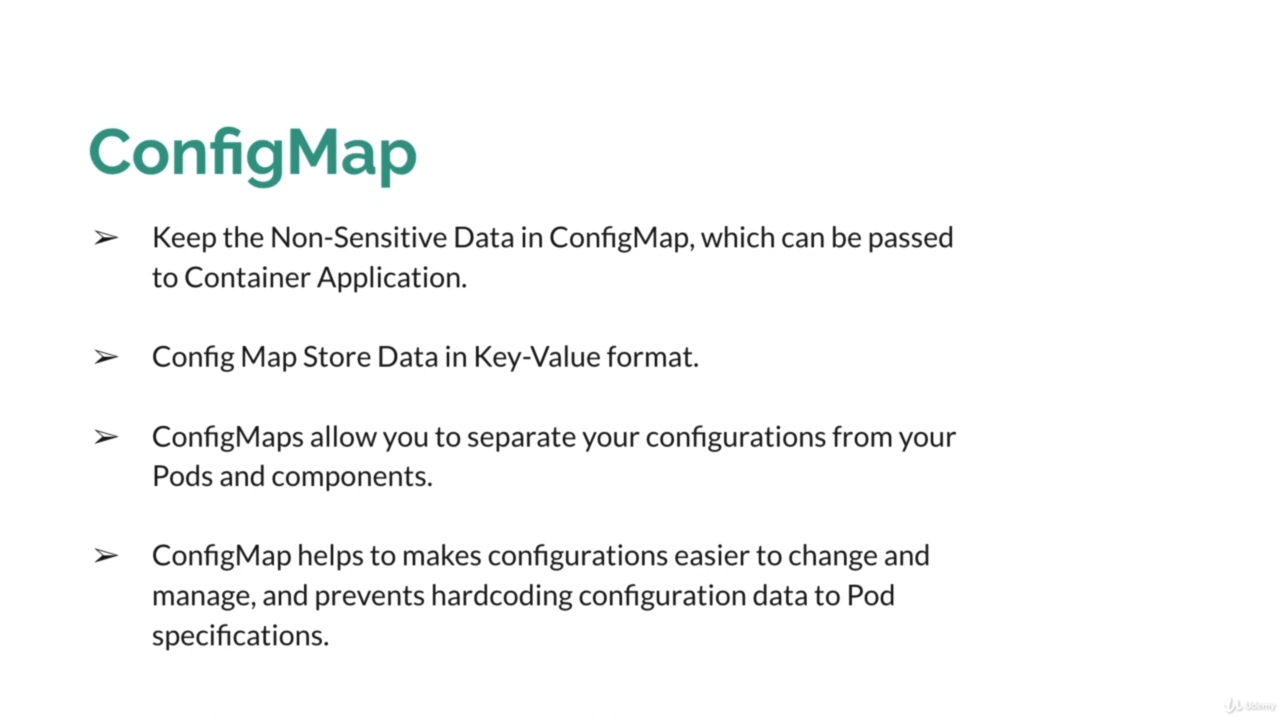 ConfigMap
➢ Keep the Non-Sensitive Data in ConfigMap, which can be passed
to Container Application.
➢ Config Map Store Data in Key-Value format.
➢ ConfigMaps allow you to separate your configurations from your
Pods and components.
➢ ConfigMap helps to makes configurations easier to change and
manage, and prevents hardcoding configuration data to Pod
specifications.
Udemy